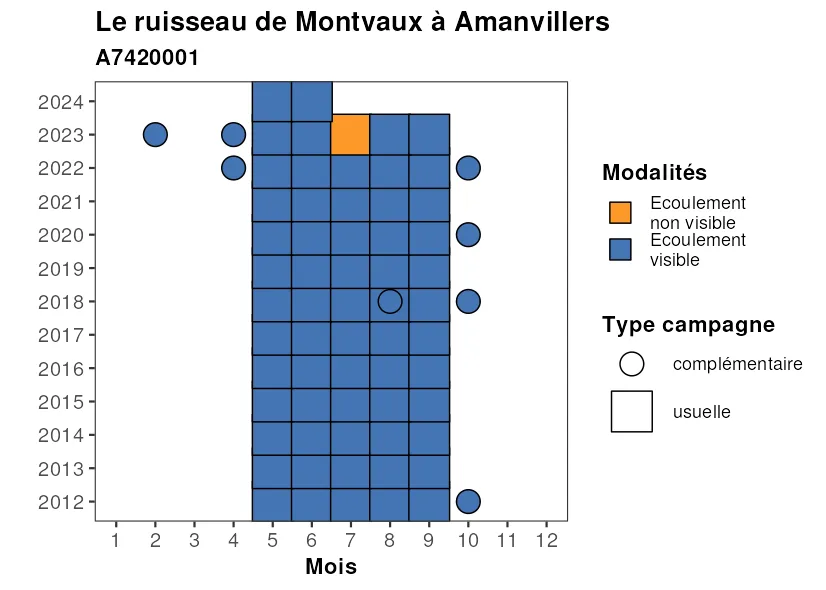 Le ruisseau de Montvaux à Amanvillers
A7420001
2024
2023
2022
2021
2020
2019
2018
2017
2016
2015
2014
2013
2012
1 2 3 4 5 6 7 8 9 10 11 12
Mois
Modalités
Ecoulement
non visible
Ecoulement
visible
Type campagne
complémentaire
usuelle